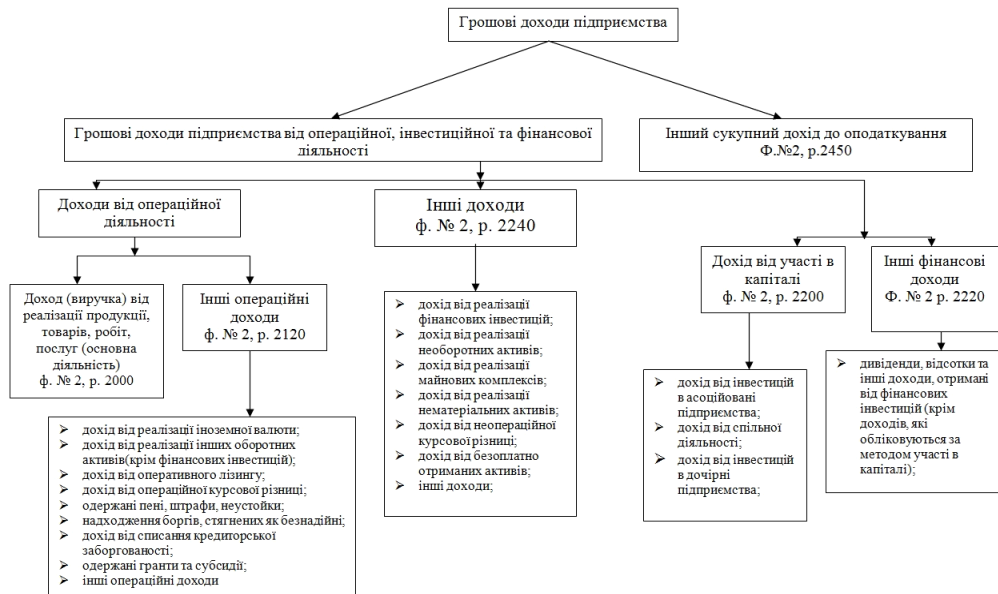 Грошові доходи підприємства
Грошові доходи підприємства від операційної, інвестиційної та фінансової
діяльності
Інший сукупний дохід до оподаткування
Ф.№2, р.2450
Доходи від операційної
діяльності
Інші доходи
ф. № 2, р. 2240
Дохід від участі в
капіталі
ф. № 2, р. 2200
Інші фінансові
доходи
Ф. № 2 р. 2220
Доход (виручка) від
реалізації продукції,
товарів, робіт,
послуг (основна
діяльність)
ф. № 2, р. 2000
Інші операційні
доходи
ф. № 2, р. 2120
➢ дохід від реалізації іноземної валюти;
➢ дохід від реалізації інших оборотних
активів(крім фінансових інвестицій);
➢ дохід від оперативного лізингу;
➢ дохід від операційної курсової різниці;
➢ одержані пені, штрафи, неустойки;
➢ надходження боргів, стягнених як безнадійні;
➢ дохід від списання кредиторської
заборгованості;
➢ одержані гранти та субсидії;
➢ інші операційні доходи
➢ дохід від реалізації
фінансових інвестицій;
➢ дохід від реалізації
необоротних активів;
➢ дохід від реалізації
майнових комплексів;
➢ дохід від реалізації
нематеріальних активів;
➢ дохід від неопераційної
курсової різниці;
➢ дохід від безоплатно
отриманих активів;
➢ інші доходи;
➢ дохід від інвестицій
в асоційовані
підприємства;
➢ дохід від спільної
діяльності;
➢ дохід від інвестицій
в дочірні
підприємства;
➢ дивіденди, відсотки та
інші доходи, отримані
від фінансових
інвестицій (крім
доходів, які
обліковуються за
методом участі в
капіталі);